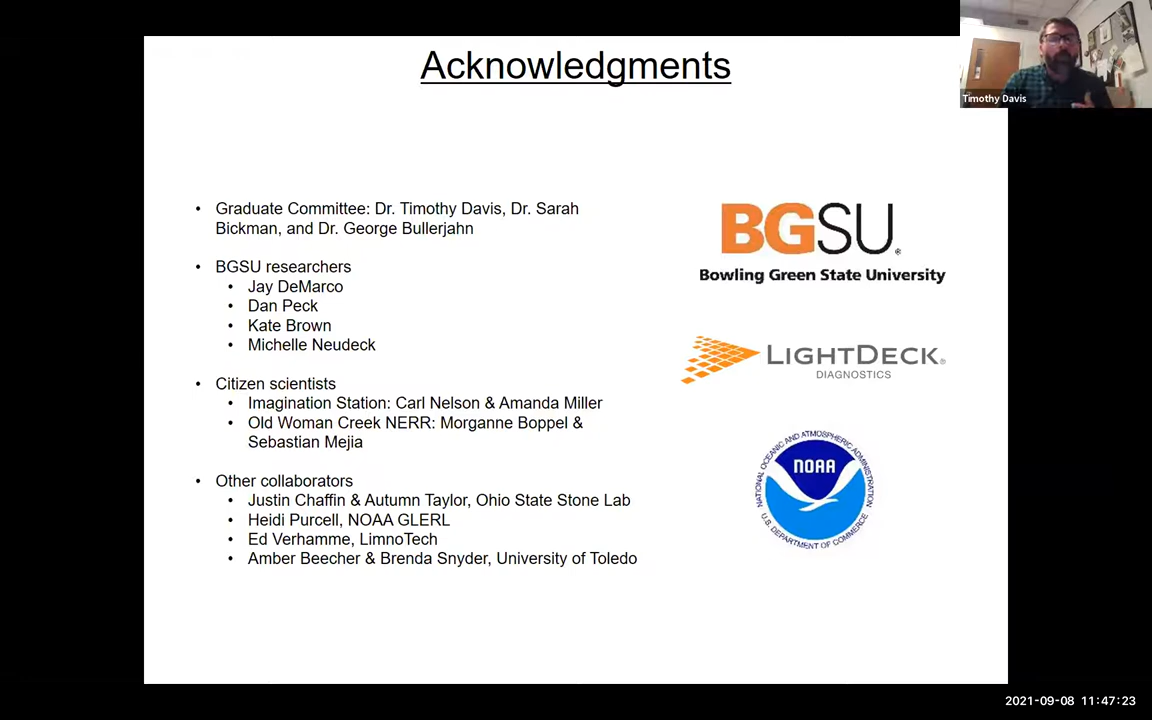 Acknowledgments
Timothy Davis
• Graduate Committee: Dr. Timothy Davis, Dr. Sarah
Bickman, and Dr. George Bullerjahn
• BGSU researchers
• Jay DeMarco
• Dan Peck
• Kate Brown
• Michelle Neudeck
• Citizen scientists
• Imagination Station: Carl Nelson & Amanda Miller
• Old Woman Creek NERR: Morganne Boppel &
Sebastian Mejia
• Other collaborators
• Justin Chaffin & Autumn Taylor, Ohio State Stone Lab
• Heidi Purcell, NOAA GLERL
• Ed Verhamme, LimnoTech
• Amber Beecher & Brenda Snyder, University of Toledo
BGSU®
Bowling Green State University
LIGHTDECK®
DIAGNOSTICS
NATIONAL OCEANIC AND ATMOSPHERIC ADMINISTRATION
NOAA
U.S. DEPARTMENT OF COMMERCE
2021-09-08 11:47:23